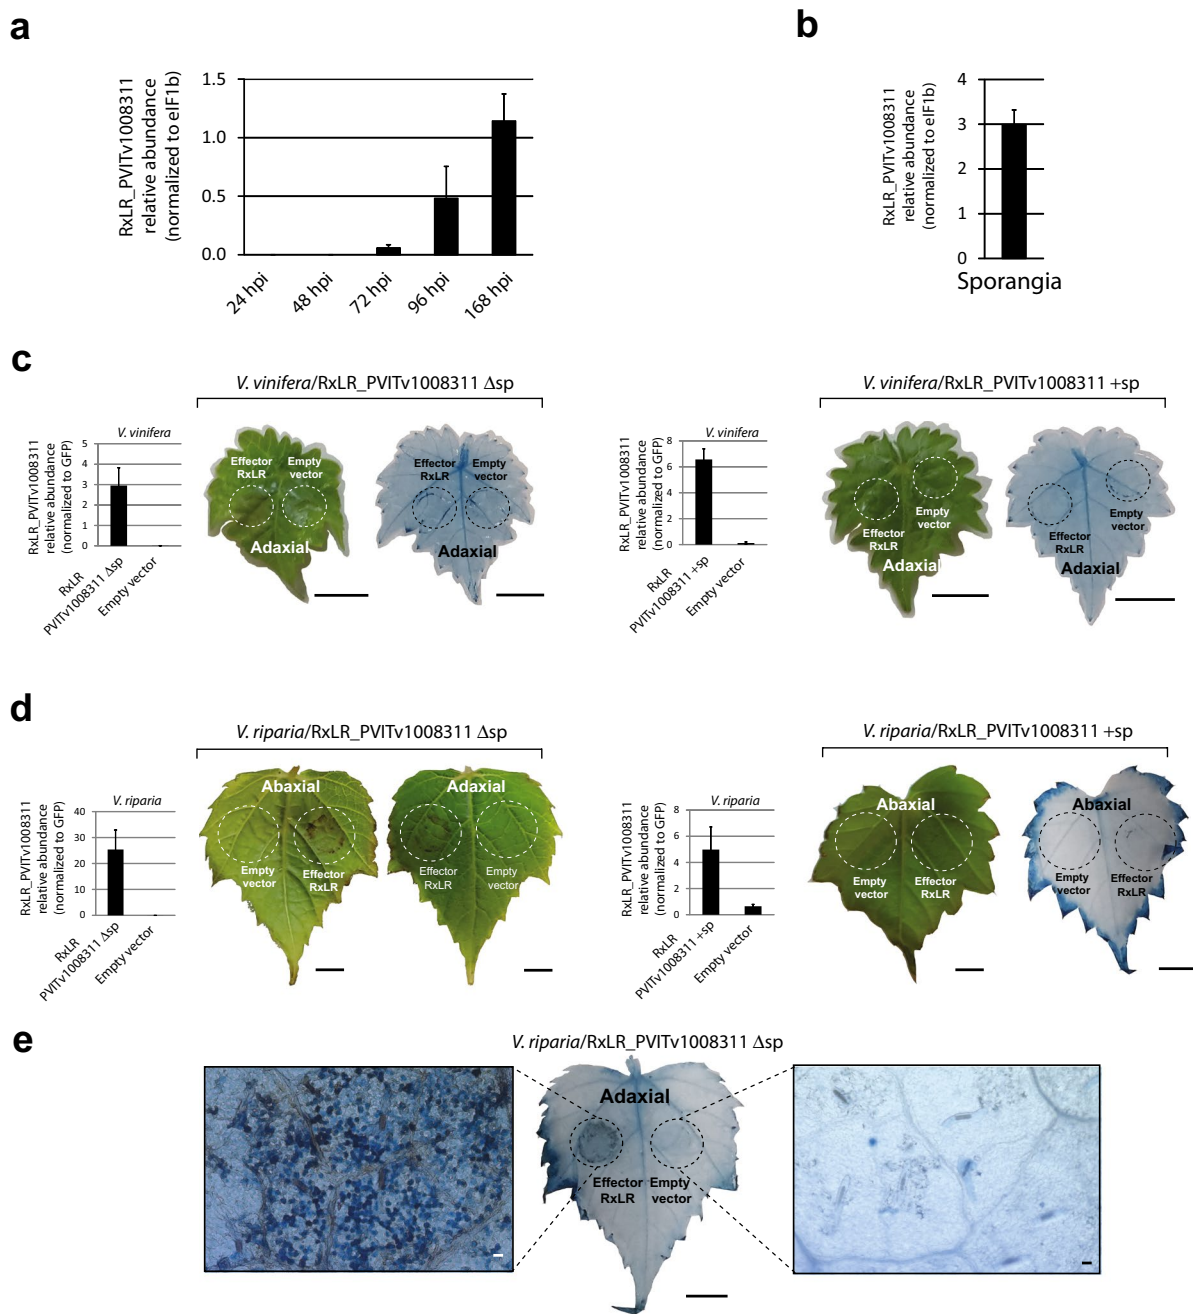 a
RxLR_PVITv1008311
relative abundance
(normalized to eIF1b)
1.5
1.0
0.5
0.0
24 hpi
48 hpi
72 hpi
96 hpi
168 hpi
b
RxLR_PVITv1008311
relative abundance
(normalized to eIF1b)
4
3
2
1
0
Sporangia
c
V. vinifera/RxLR_PVITv1008311 Δsp
RxLR_PVITv1008311
relative abundance
(normalized to GFP)
V. vinifera
5
4
3
2
1
0
RxLR
PVITv1008311 Δsp
Empty vector
Effector
RxLR
Empty
vector
Adaxial
Effector
RxLR
Empty
vector
Adaxial
V. vinifera/RxLR_PVITv1008311 +sp
RxLR_PVITv1008311
relative abundance
(normalized to GFP)
V. vinifera
8
6
4
2
0
RxLR
PVITv1008311 +sp
Empty vector
Empty
vector
Effector
RxLR
Adaxial
Empty
vector
Effector
RxLR
Adaxial
d
V. riparia/RxLR_PVITv1008311 Δsp
RxLR_PVITv1008311
relative abundance
(normalized to GFP)
V. riparia
40
30
20
10
0
RxLR
PVITv1008311 Δsp
Empty vector
Abaxial
Empty
vector
Effector
RxLR
Adaxial
Effector
RxLR
Empty
vector
V. riparia/RxLR_PVITv1008311 +sp
RxLR_PVITv1008311
relative abundance
(normalized to GFP)
V. riparia
8
6
4
2
0
RxLR
PVITv1008311 +sp
Empty vector
Abaxial
Empty
vector
Effector
RxLR
Abaxial
Empty
vector
Effector
RxLR
e
V. riparia/RxLR_PVITv1008311 Δsp
Adaxial
Effector
RxLR
Empty
vector